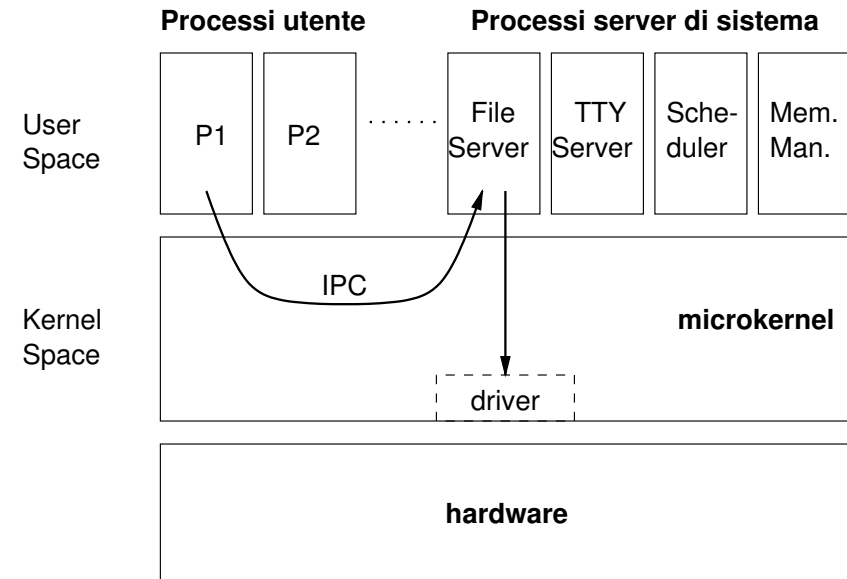 Processi utente
Processi server di sistema
User
Space
P1
P2
......
File
Server
TTY
Server
Sche-
duler
Mem.
Man.
IPC
Kernel
Space
microkernel
driver
hardware